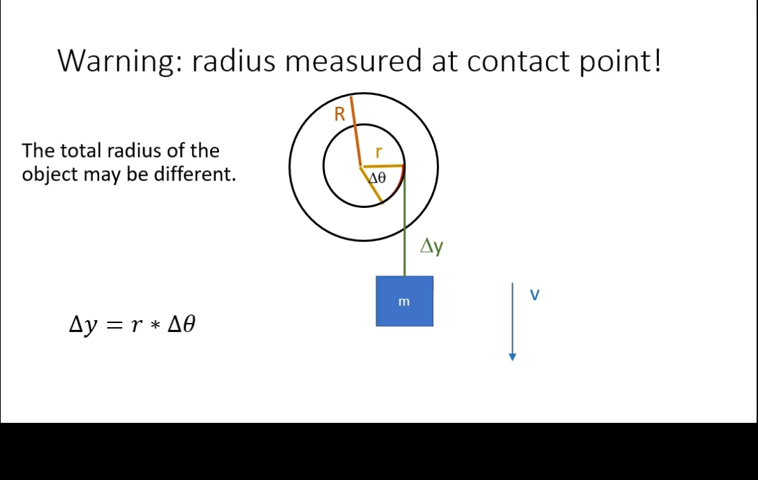 Warning: radius measured at contact point!
R
The total radius of the
object may be different.
r
Δθ
Δy
m
v
Δy = r ∗ Δθ